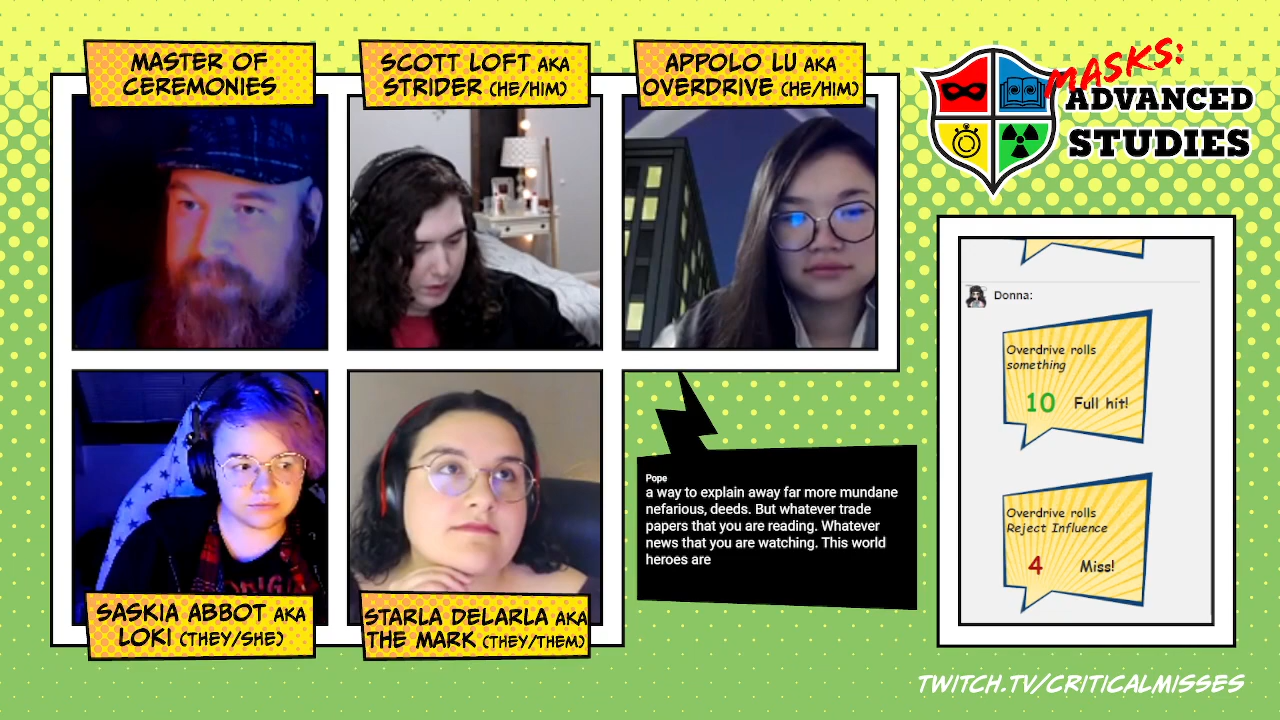 MASTER OF
CEREMONIES
SCOTT LOFT AKA
STRIDER (HE/HIM)
APPOLO LU AKA
OVERDRIVE (HE/HIM)
MASKS:
ADVANCED
STUDIES
Donna:
Overdrive rolls
something
10 Full hit!
Overdrive rolls
Reject Influence
4 Miss!
Pope
a way to explain away far more mundane
nefarious, deeds. But whatever trade
papers that you are reading. Whatever
news that you are watching. This world
heroes are
SASKIA ABBOT AKA
LOKI (THEY/SHE)
STARLA DELARLA AKA
THE MARK (THEY/THEM)
TWITCH.TV/CRITICALMISSES